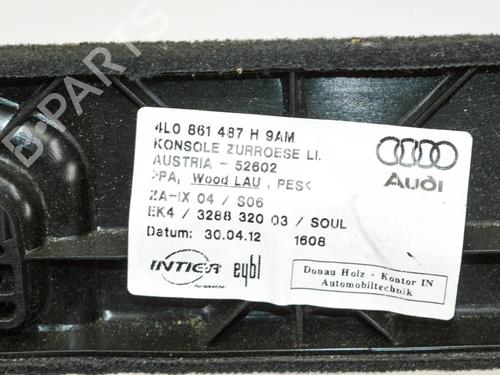 4L0 861 487 H 9AM
KONSOLE ZURROESE LI.
AUSTRIA - 52602
>PA, Wood LAU , PES<
ZA-IX 04 / S06
EK4 / 3288 320 03 / SOUL
Datum: 30.04.12 1608
Audi
INTIER eybl
Donau Holz - Kontor IN
Automobiltechnik
B-PARTS